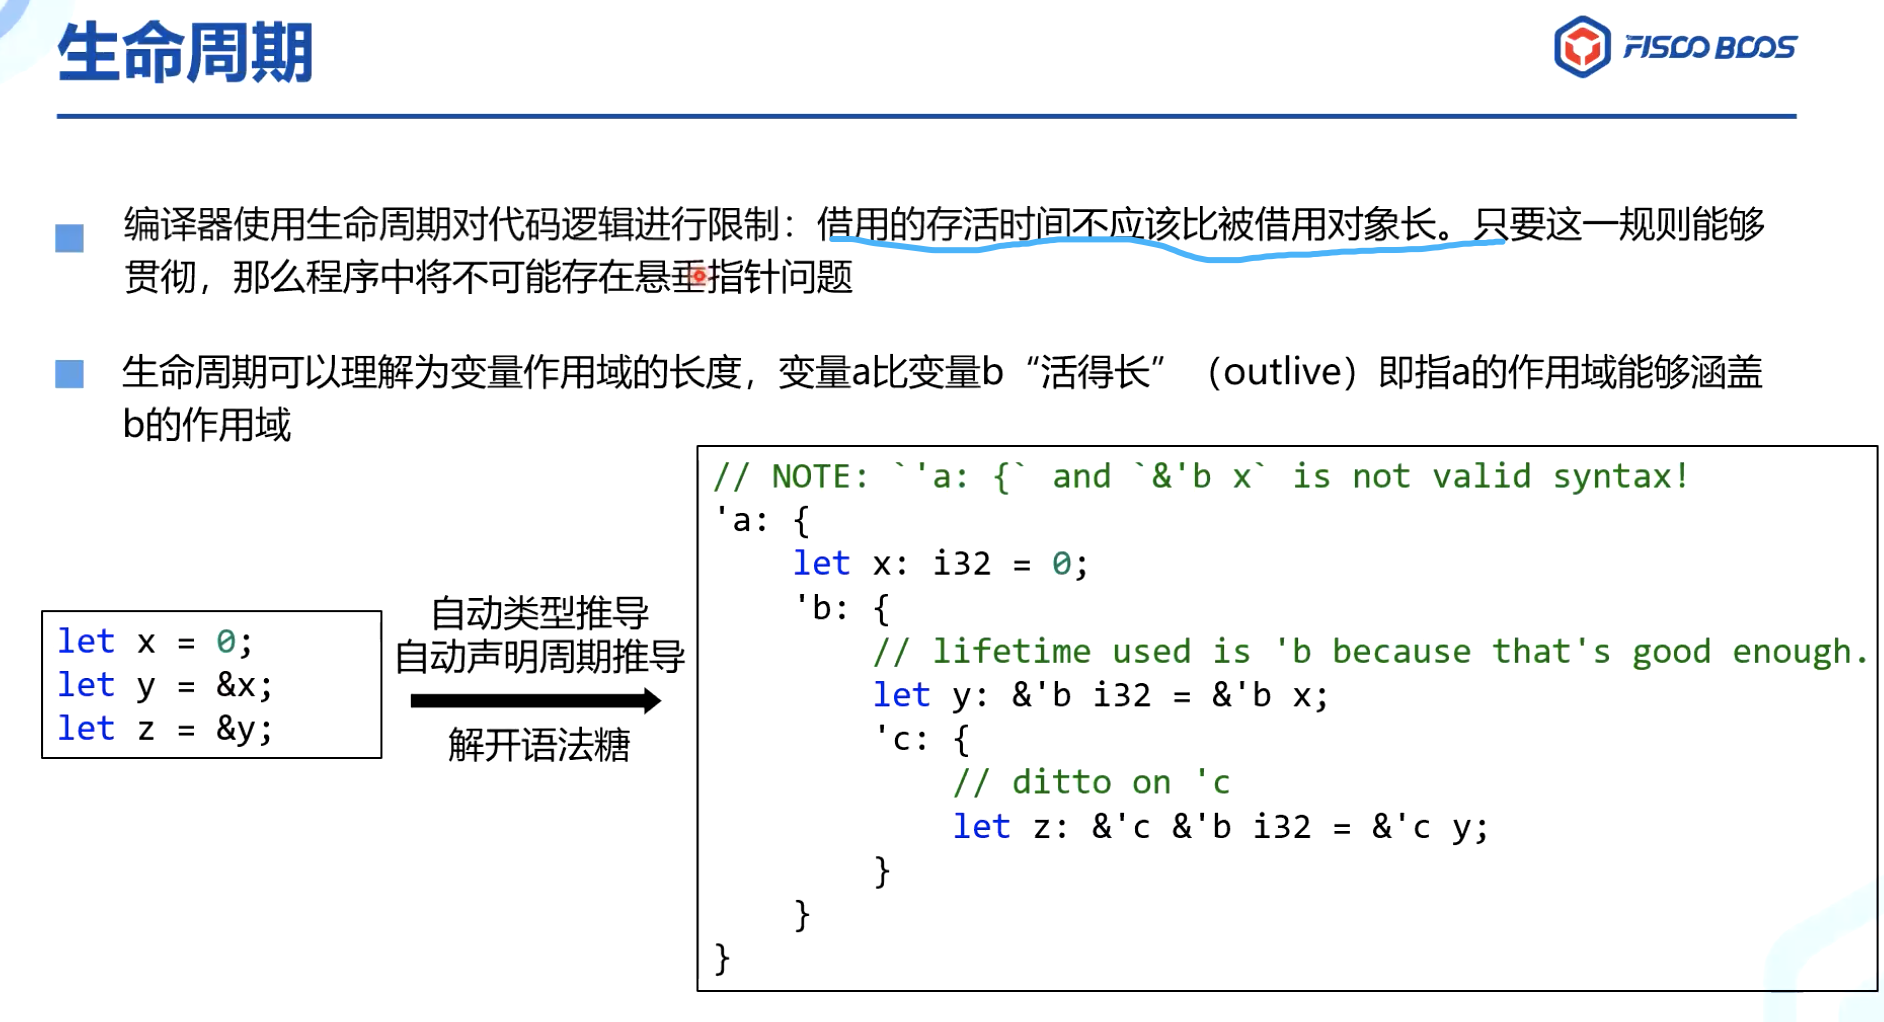 生命周期
FISCO BCOS
编译器使用生命周期对代码逻辑进行限制：借用的存活时间不应该比被借用对象长。只要这一规则能够
贯彻，那么程序中将不可能存在悬垂指针问题
生命周期可以理解为变量作用域的长度，变量a比变量b“活得长”（outlive）即指a的作用域能够涵盖
b的作用域
let x = 0;
let y = &x;
let z = &y;
自动类型推导
自动声明周期推导
解开语法糖
// NOTE: `'a: {` and `&'b x` is not valid syntax!
'a: {
    let x: i32 = 0;
    'b: {
        // lifetime used is 'b because that's good enough.
        let y: &'b i32 = &'b x;
        'c: {
            // ditto on 'c
            let z: &'c &'b i32 = &'c y;
        }
    }
}